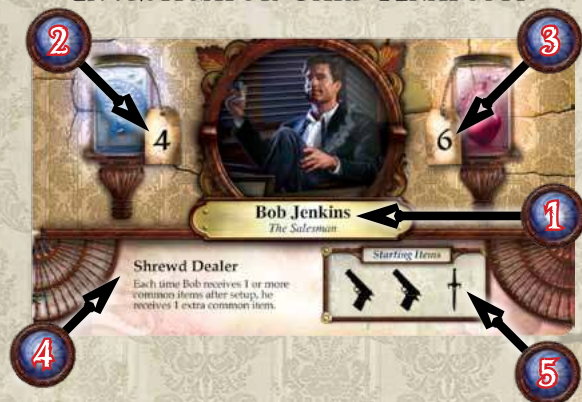 2
3
4
6
Bob Jenkins
The Salesman
1
Shrewd Dealer
Each time Bob receives 1 or more
common items after setup, he
receives 1 extra common item.
Starting Items
4
5